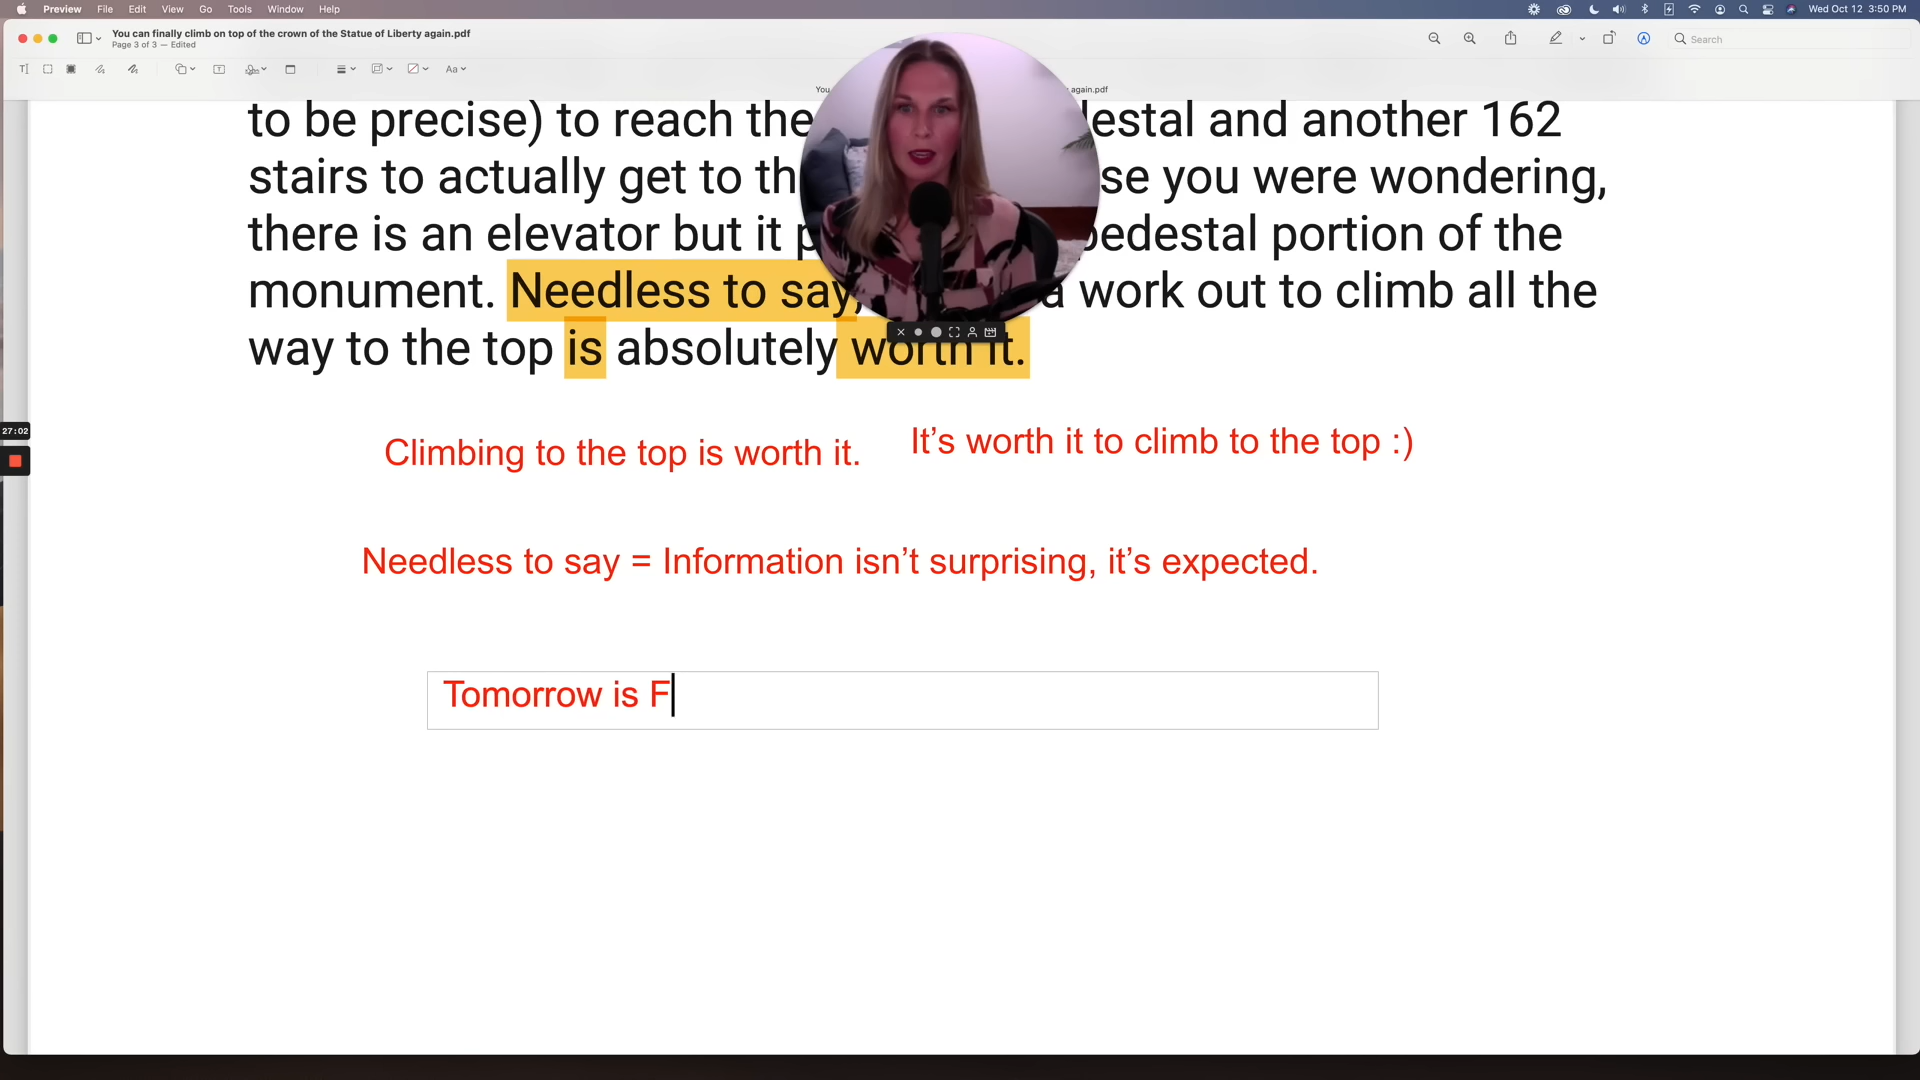 Preview File Edit View Go Tools Window Help Wed Oct 12 3:50 PM
You can finally climb on top of the crown of the Statue of Liberty again.pdf
Page 3 of 3 — Edited
Search
Aa
You again.pdf
to be precise) to reach the estal and another 162
stairs to actually get to th se you were wondering,
there is an elevator but it p pedestal portion of the
monument. Needless to say, a work out to climb all the
way to the top is absolutely worth it.
27:02
Climbing to the top is worth it.
It’s worth it to climb to the top :)
Needless to say = Information isn’t surprising, it’s expected.
Tomorrow is F